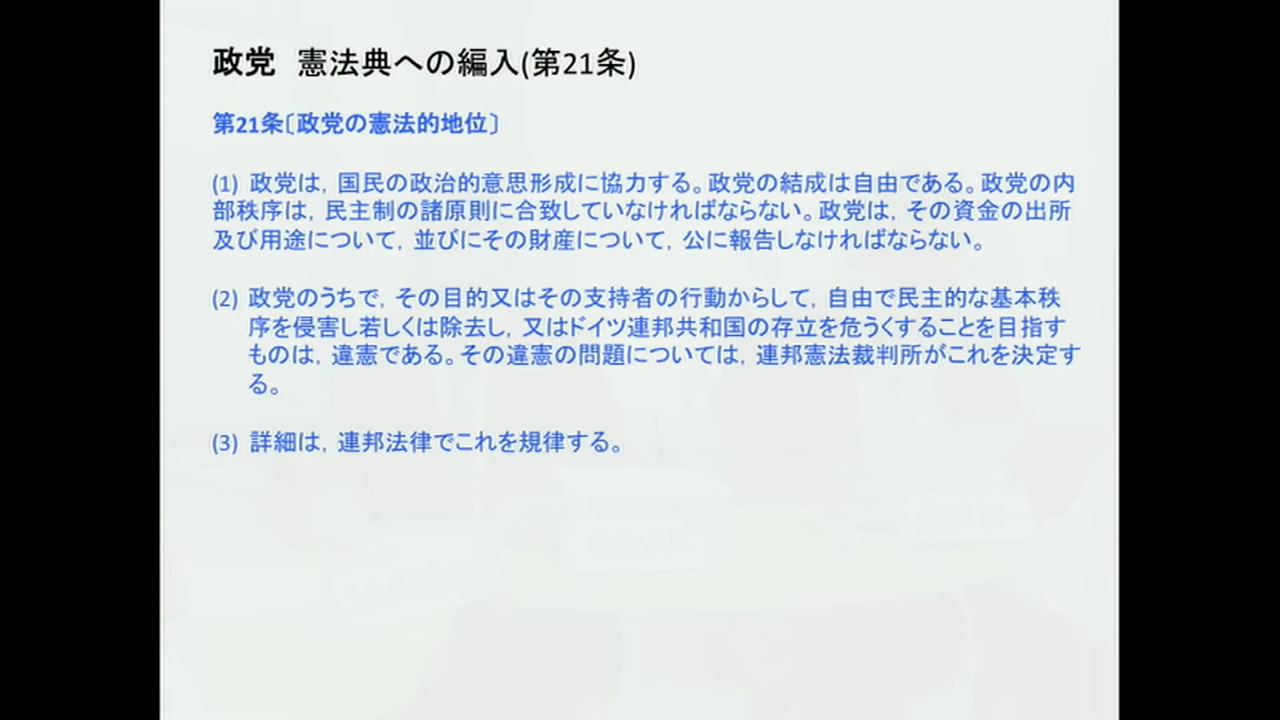 政党　憲法典への編入(第21条)
第21条〔政党の憲法的地位〕
(1) 政党は，国民の政治的意思形成に協力する。政党の結成は自由である。政党の内
部秩序は，民主制の諸原則に合致していなければならない。政党は，その資金の出所
及び用途について，並びにその財産について，公に報告しなければならない。
(2) 政党のうちで，その目的又はその支持者の行動からして，自由で民主的な基本秩
序を侵害し若しくは除去し，又はドイツ連邦共和国の存立を危うくすることを目指す
ものは，違憲である。その違憲の問題については，連邦憲法裁判所がこれを決定す
る。
(3) 詳細は，連邦法律でこれを規律する。